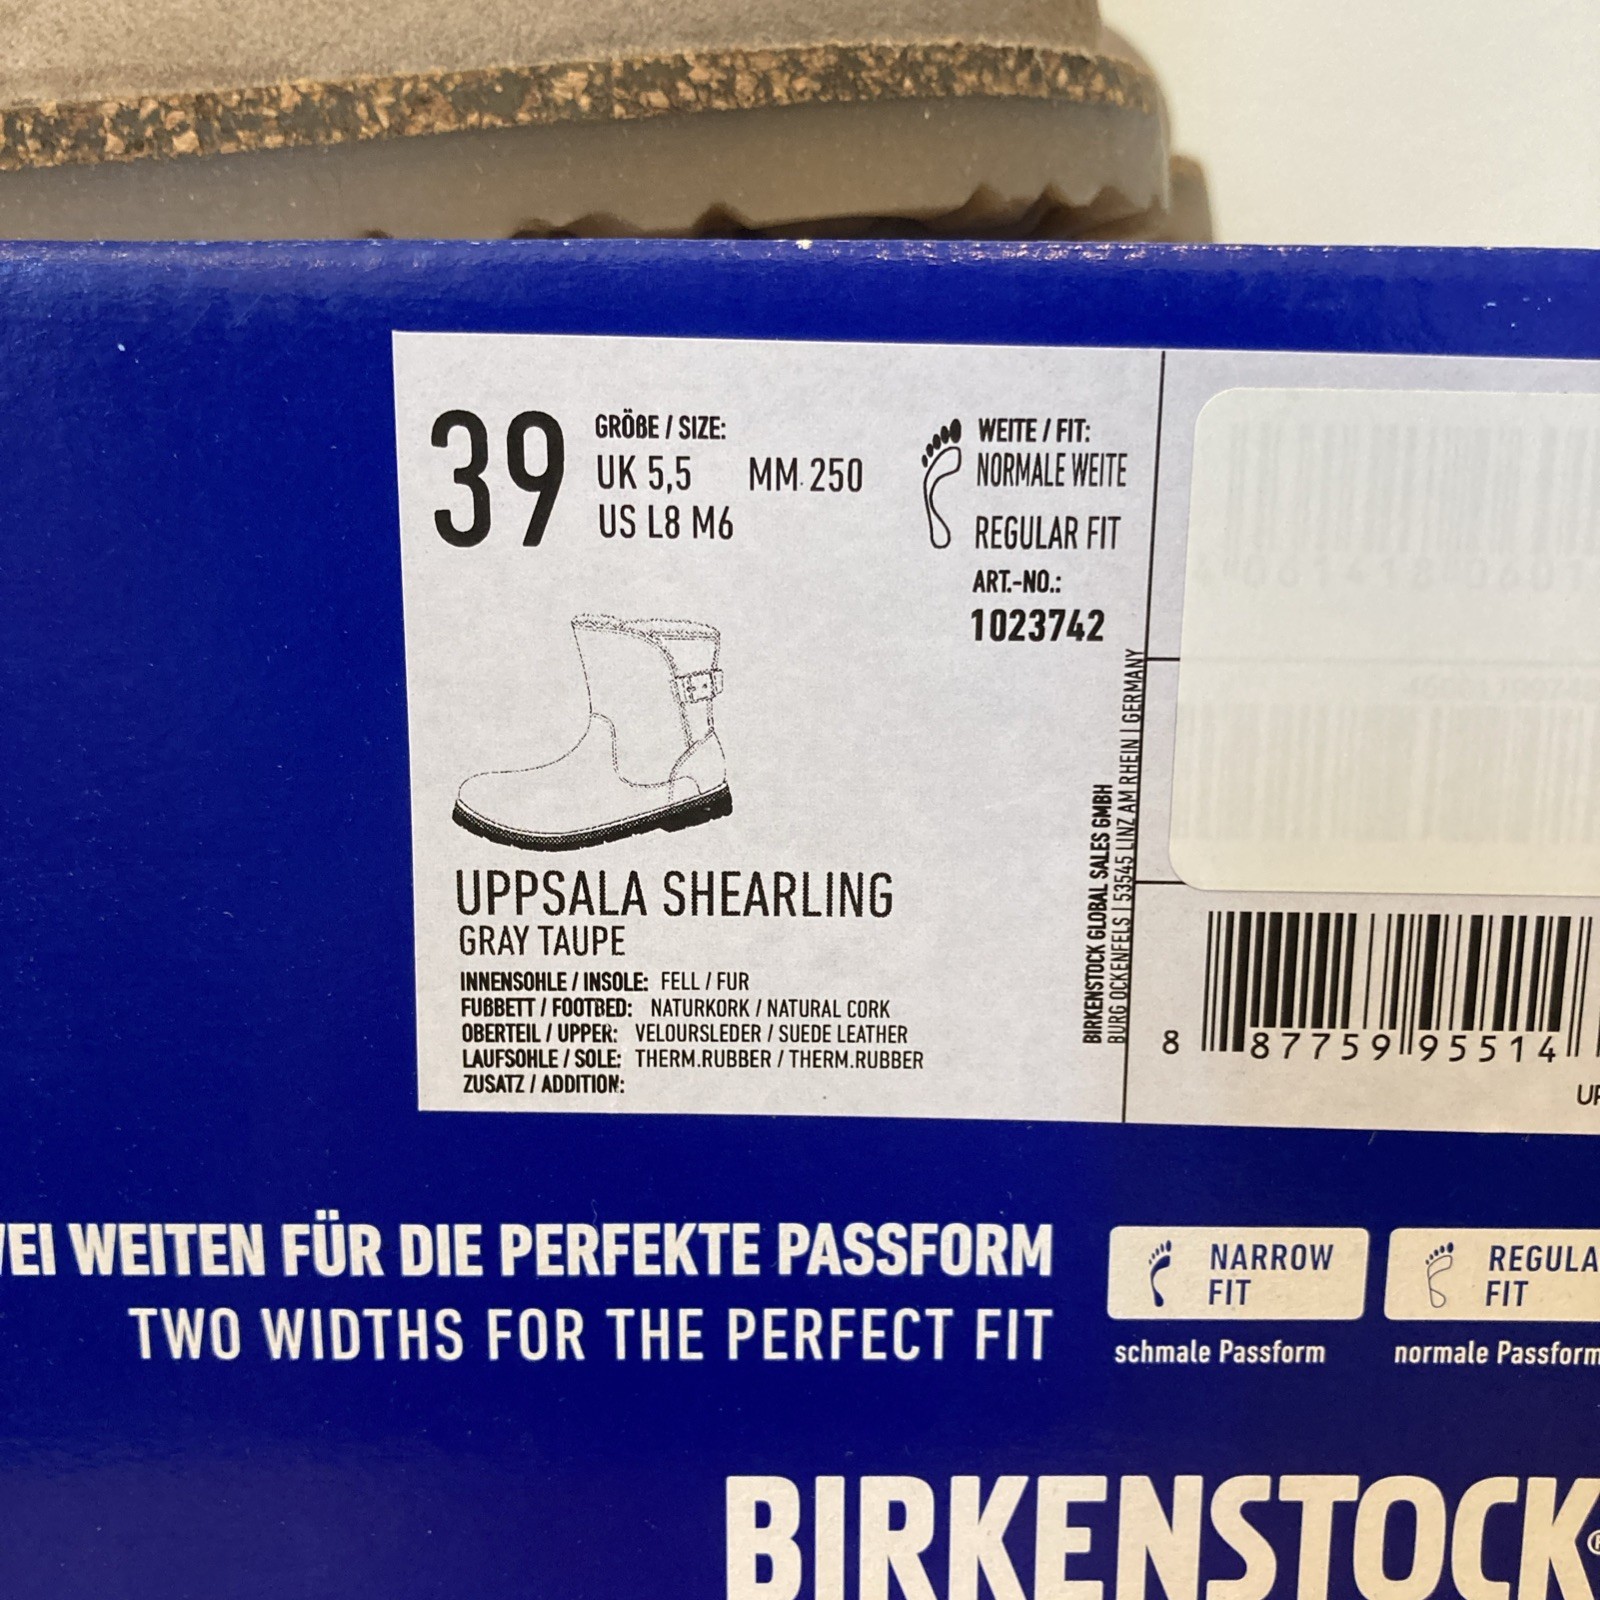 39
GRÖßE / SIZE:
UK 5,5 MM 250
US L8 M6
WEITE / FIT:
NORMALE WEITE
REGULAR FIT
ART.-NO.:
1023742
UPPSALA SHEARLING
GRAY TAUPE
INNENSOHLE / INSOLE: FELL / FUR
FUßBETT / FOOTBED: NATURKORK / NATURAL CORK
OBERTEIL / UPPER: VELOURSLEDER / SUEDE LEATHER
LAUFSOHLE / SOLE: THERM.RUBBER / THERM.RUBBER
ZUSATZ / ADDITION:
BIRKENSTOCK GLOBAL SALES GMBH
BURG OCKENFELS | 53545 LINZ AM RHEIN | GERMANY
8 87759 95514
WEITEN FÜR DIE PERFEKTE PASSFORM
TWO WIDTHS FOR THE PERFECT FIT
NARROW
FIT
schmale Passform
REGULA
FIT
normale Passform
BIRKENSTOCK